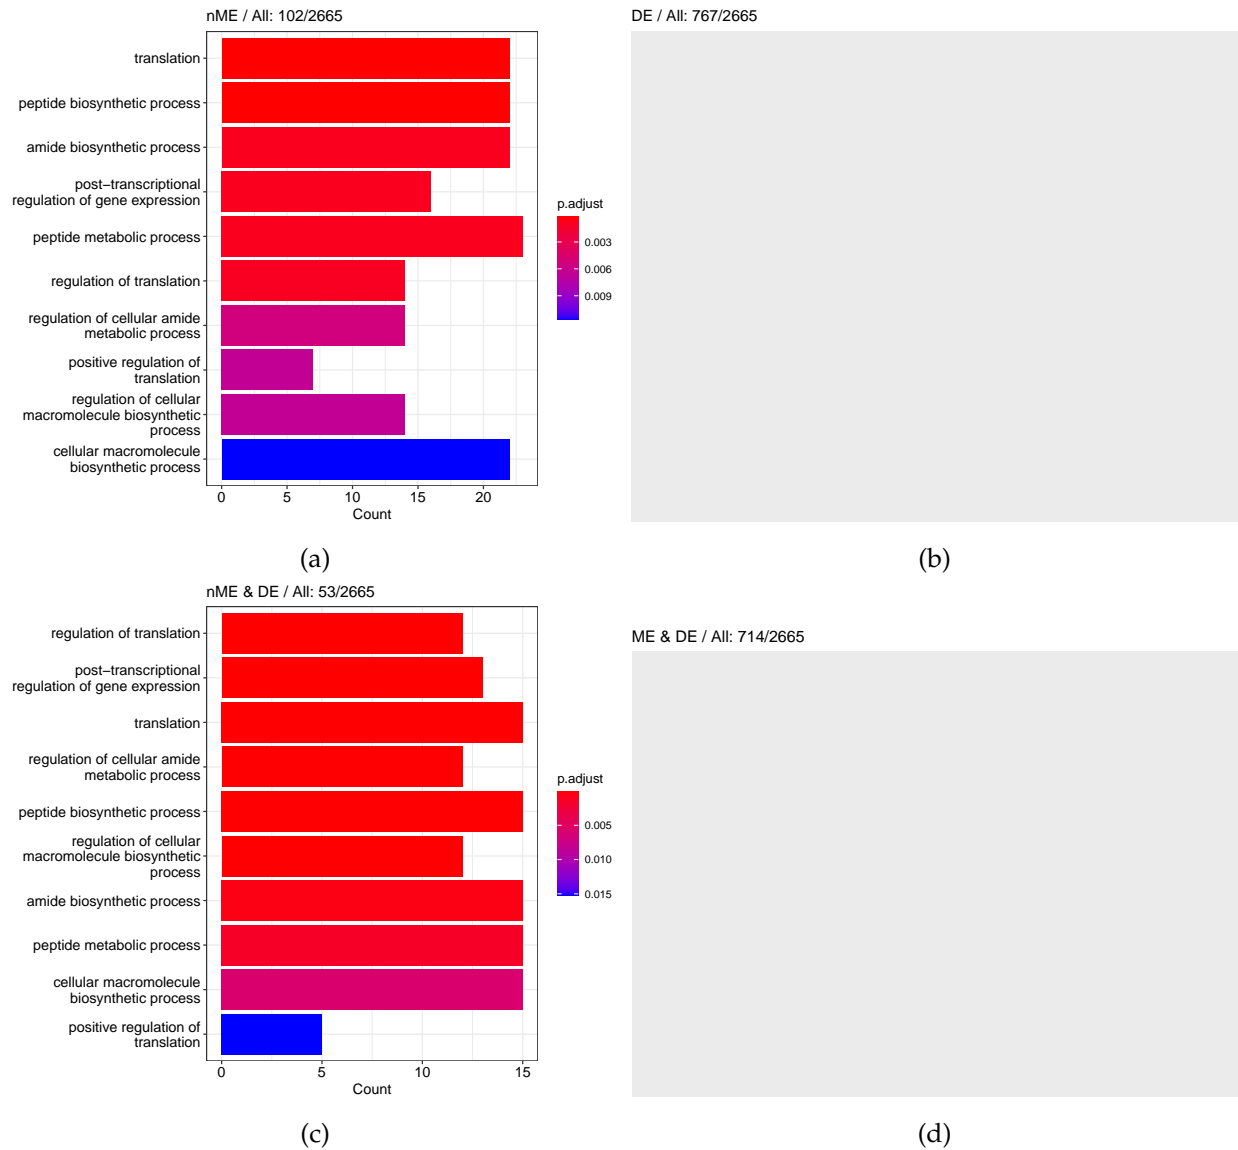 nME / All: 102/2665
translation
peptide biosynthetic process
amide biosynthetic process
post−transcriptional
regulation of gene expression
peptide metabolic process
regulation of translation
regulation of cellular amide
metabolic process
positive regulation of
translation
regulation of cellular
macromolecule biosynthetic
process
cellular macromolecule
biosynthetic process
0 5 10 15 20
Count
p.adjust
0.003
0.006
0.009
(a)
DE / All: 767/2665
(b)
nME & DE / All: 53/2665
regulation of translation
post−transcriptional
regulation of gene expression
translation
regulation of cellular amide
metabolic process
peptide biosynthetic process
regulation of cellular
macromolecule biosynthetic
process
amide biosynthetic process
peptide metabolic process
cellular macromolecule
biosynthetic process
positive regulation of
translation
0 5 10 15
Count
p.adjust
0.005
0.010
0.015
(c)
ME & DE / All: 714/2665
(d)